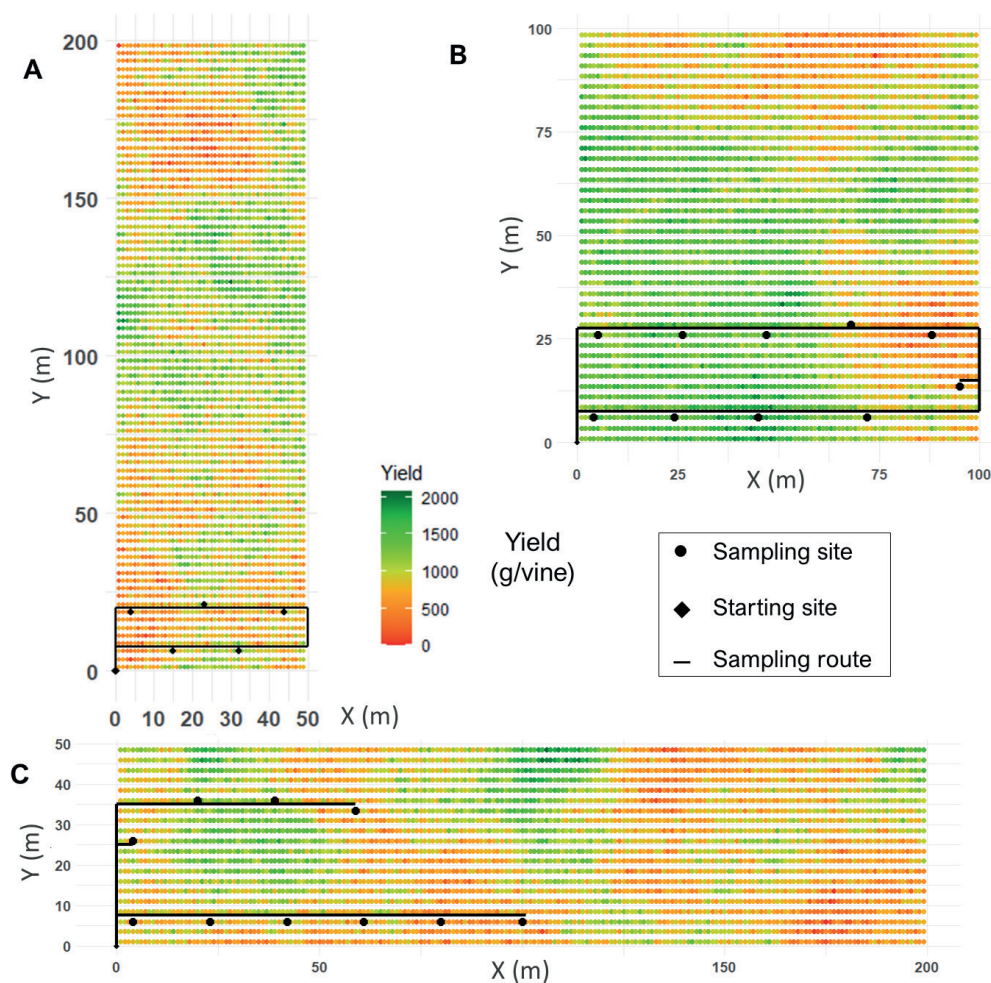 A
200
150
100
50
0
Y (m)
0 10 20 30 40 50 X (m)
B
100
75
50
25
0
Y (m)
0 25 75 100
X (m)
Yield
2000
1500
1000
500
0
Yield
(g/vine)
Sampling site
Starting site
Sampling route
C
50
40
30
20
10
0
Y (m)
0 50 150 200
X (m)